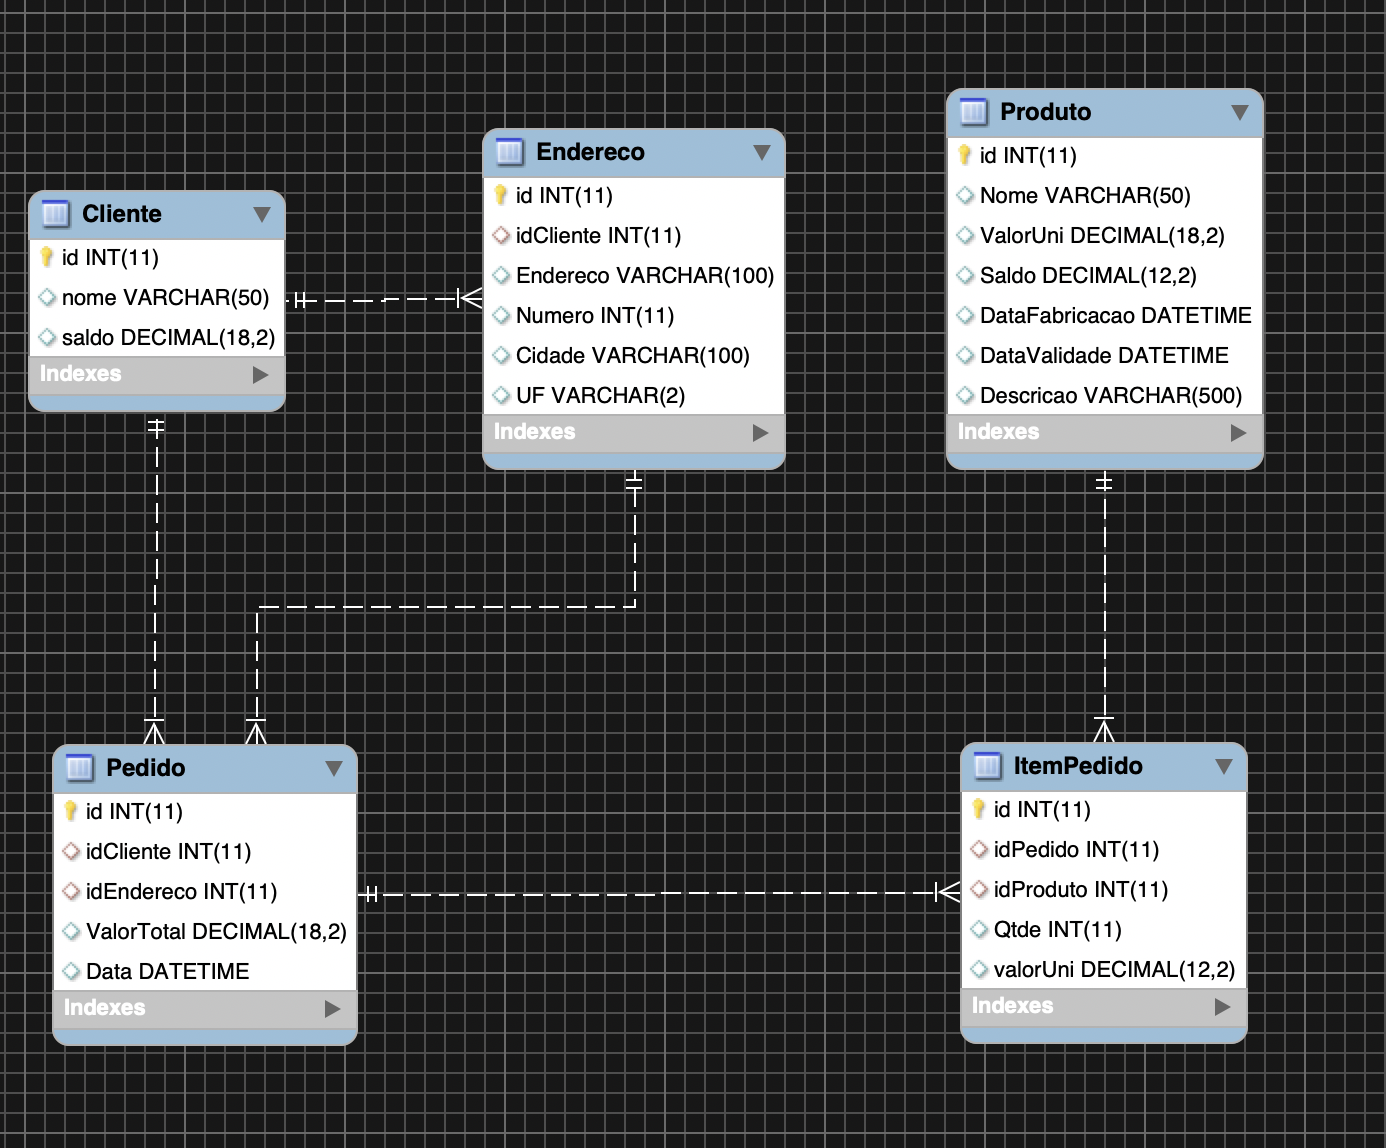 Cliente
id INT(11)
nome VARCHAR(50)
saldo DECIMAL(18,2)
Indexes
Endereco
id INT(11)
idCliente INT(11)
Endereco VARCHAR(100)
Numero INT(11)
Cidade VARCHAR(100)
UF VARCHAR(2)
Indexes
Produto
id INT(11)
Nome VARCHAR(50)
ValorUni DECIMAL(18,2)
Saldo DECIMAL(12,2)
DataFabricacao DATETIME
DataValidade DATETIME
Descricao VARCHAR(500)
Indexes
Pedido
id INT(11)
idCliente INT(11)
idEndereco INT(11)
ValorTotal DECIMAL(18,2)
Data DATETIME
Indexes
ItemPedido
id INT(11)
idPedido INT(11)
idProduto INT(11)
Qtde INT(11)
valorUni DECIMAL(12,2)
Indexes